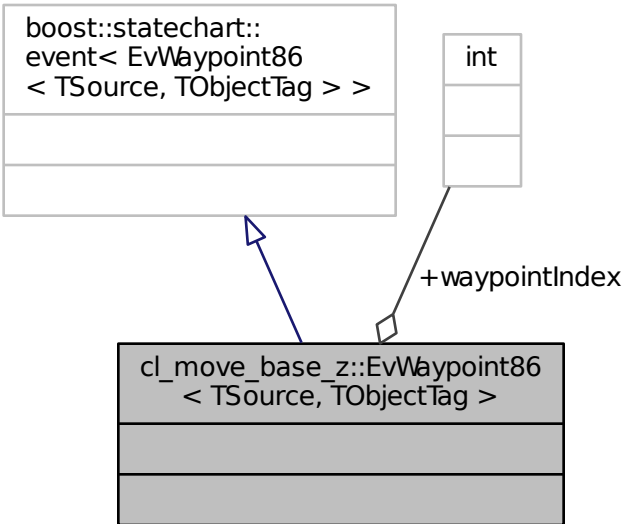 boost::statechart::
event< EvWaypoint86
< TSource, TObjectTag > >
int
+waypointIndex
cl_move_base_z::EvWaypoint86
< TSource, TObjectTag >